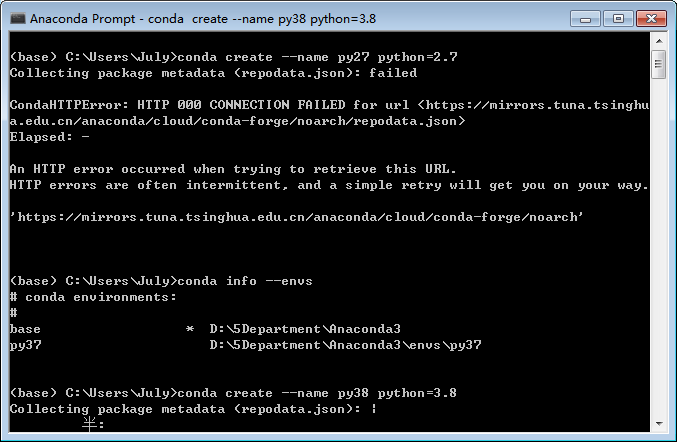 Anaconda Prompt - conda  create --name py38 python=3.8
(base) C:\Users\July>conda create --name py27 python=2.7
Collecting package metadata (repodata.json): failed
CondaHTTPError: HTTP 000 CONNECTION FAILED for url <https://mirrors.tuna.tsinghu
a.edu.cn/anaconda/cloud/conda-forge/noarch/repodata.json>
Elapsed: -
An HTTP error occurred when trying to retrieve this URL.
HTTP errors are often intermittent, and a simple retry will get you on your way.
'https://mirrors.tuna.tsinghua.edu.cn/anaconda/cloud/conda-forge/noarch'
(base) C:\Users\July>conda info --envs
# conda environments:
#
base                  *  D:\5Department\Anaconda3
py37                     D:\5Department\Anaconda3\envs\py37
(base) C:\Users\July>conda create --name py38 python=3.8
Collecting package metadata (repodata.json): |
半: